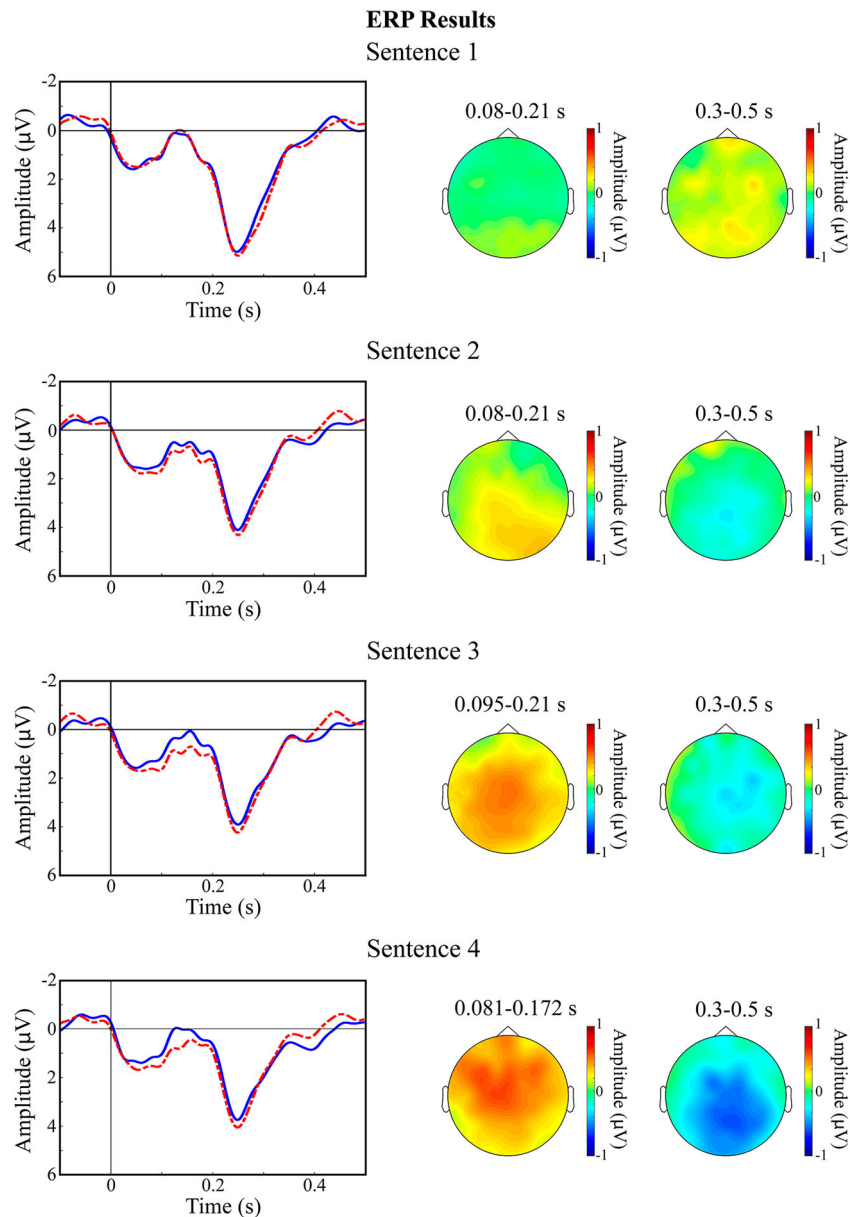 ERP Results
Sentence 1
-2
0
2
4
6
Amplitude (µV)
0
0.2
0.4
Time (s)
0.08-0.21 s
1
0
-1
Amplitude (µV)
0.3-0.5 s
1
0
-1
Amplitude (µV)
Sentence 2
-2
0
2
4
6
Amplitude (µV)
0
0.2
0.4
Time (s)
0.08-0.21 s
1
0
-1
Amplitude (µV)
0.3-0.5 s
1
0
-1
Amplitude (µV)
Sentence 3
-2
0
2
4
6
Amplitude (µV)
0
0.2
0.4
Time (s)
0.095-0.21 s
1
0
-1
Amplitude (µV)
0.3-0.5 s
1
0
-1
Amplitude (µV)
Sentence 4
-2
0
2
4
6
Amplitude (µV)
0
0.2
0.4
Time (s)
0.081-0.172 s
1
0
-1
Amplitude (µV)
0.3-0.5 s
1
0
-1
Amplitude (µV)